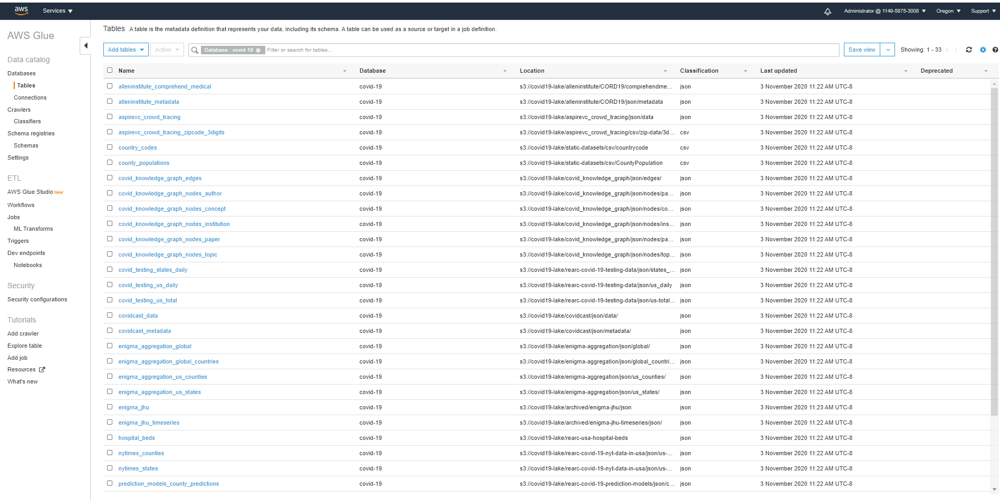 aws Services Administrator @ 1149-5875-3008 Oregon Support
AWS Glue
Data catalog
Databases
Tables
Connections
Crawlers
Classifiers
Schema registries
Schemas
Settings
ETL
AWS Glue Studio New
Workflows
Jobs
ML Transforms
Triggers
Dev endpoints
Notebooks
Security
Security configurations
Tutorials
Add crawler
Explore table
Add job
Resources
What's new
Tables A table is the metadata definition that represents your data, including its schema. A table can be used as a source or target in a job definition.
Add tables Action Database : covid-19 Filter or search for tables... Save view Showing: 1 - 33
Name Database Location Classification Last updated Deprecated
alleninstitute_comprehend_medical covid-19 s3://covid19-lake/alleninstitute/CORD19/comprehendme... json 3 November 2020 11:22 AM UTC-8
alleninstitute_metadata covid-19 s3://covid19-lake/alleninstitute/CORD19/json/metadata json 3 November 2020 11:22 AM UTC-8
aspirevc_crowd_tracing covid-19 s3://covid19-lake/aspirevc_crowd_tracing/json/data json 3 November 2020 11:22 AM UTC-8
aspirevc_crowd_tracing_zipcode_3digits covid-19 s3://covid19-lake/aspirevc_crowd_tracing/csv/zip-data/3d... csv 3 November 2020 11:22 AM UTC-8
country_codes covid-19 s3://covid19-lake/static-datasets/csv/countrycode csv 3 November 2020 11:22 AM UTC-8
county_populations covid-19 s3://covid19-lake/static-datasets/csv/CountyPopulation csv 3 November 2020 11:22 AM UTC-8
covid_knowledge_graph_edges covid-19 s3://covid19-lake/covid_knowledge_graph/json/edges/ json 3 November 2020 11:22 AM UTC-8
covid_knowledge_graph_nodes_author covid-19 s3://covid19-lake/covid_knowledge_graph/json/nodes/pa... json 3 November 2020 11:22 AM UTC-8
covid_knowledge_graph_nodes_concept covid-19 s3://covid19-lake/covid_knowledge_graph/json/nodes/co... json 3 November 2020 11:22 AM UTC-8
covid_knowledge_graph_nodes_institution covid-19 s3://covid19-lake/covid_knowledge_graph/json/nodes/ins... json 3 November 2020 11:22 AM UTC-8
covid_knowledge_graph_nodes_paper covid-19 s3://covid19-lake/covid_knowledge_graph/json/nodes/pa... json 3 November 2020 11:22 AM UTC-8
covid_knowledge_graph_nodes_topic covid-19 s3://covid19-lake/covid_knowledge_graph/json/nodes/top... json 3 November 2020 11:22 AM UTC-8
covid_testing_states_daily covid-19 s3://covid19-lake/rearc-covid-19-testing-data/json/states_... json 3 November 2020 11:22 AM UTC-8
covid_testing_us_daily covid-19 s3://covid19-lake/rearc-covid-19-testing-data/json/us_daily json 3 November 2020 11:22 AM UTC-8
covid_testing_us_total covid-19 s3://covid19-lake/rearc-covid-19-testing-data/json/us-total... json 3 November 2020 11:22 AM UTC-8
covidcast_data covid-19 s3://covid19-lake/covidcast/json/data/ json 3 November 2020 11:22 AM UTC-8
covidcast_metadata covid-19 s3://covid19-lake/covidcast/json/metadata/ json 3 November 2020 11:22 AM UTC-8
enigma_aggregation_global covid-19 s3://covid19-lake/enigma-aggregation/json/global/ json 3 November 2020 11:22 AM UTC-8
enigma_aggregation_global_countries covid-19 s3://covid19-lake/enigma-aggregation/json/global_countri... json 3 November 2020 11:22 AM UTC-8
enigma_aggregation_us_counties covid-19 s3://covid19-lake/enigma-aggregation/json/us_counties/ json 3 November 2020 11:22 AM UTC-8
enigma_aggregation_us_states covid-19 s3://covid19-lake/enigma-aggregation/json/us_states/ json 3 November 2020 11:22 AM UTC-8
enigma_jhu covid-19 s3://covid19-lake/archived/enigma-jhu/json json 3 November 2020 11:23 AM UTC-8
enigma_jhu_timeseries covid-19 s3://covid19-lake/archived/enigma-jhu-timeseries/json/ json 3 November 2020 11:22 AM UTC-8
hospital_beds covid-19 s3://covid19-lake/rearc-usa-hospital-beds json 3 November 2020 11:22 AM UTC-8
nytimes_counties covid-19 s3://covid19-lake/rearc-covid-19-nyt-data-in-usa/json/us-... json 3 November 2020 11:22 AM UTC-8
nytimes_states covid-19 s3://covid19-lake/rearc-covid-19-nyt-data-in-usa/json/us-... json 3 November 2020 11:22 AM UTC-8
prediction_models_county_predictions covid-19 s3://covid19-lake/rearc-covid-19-prediction-models/json/c... json 3 November 2020 11:22 AM UTC-8